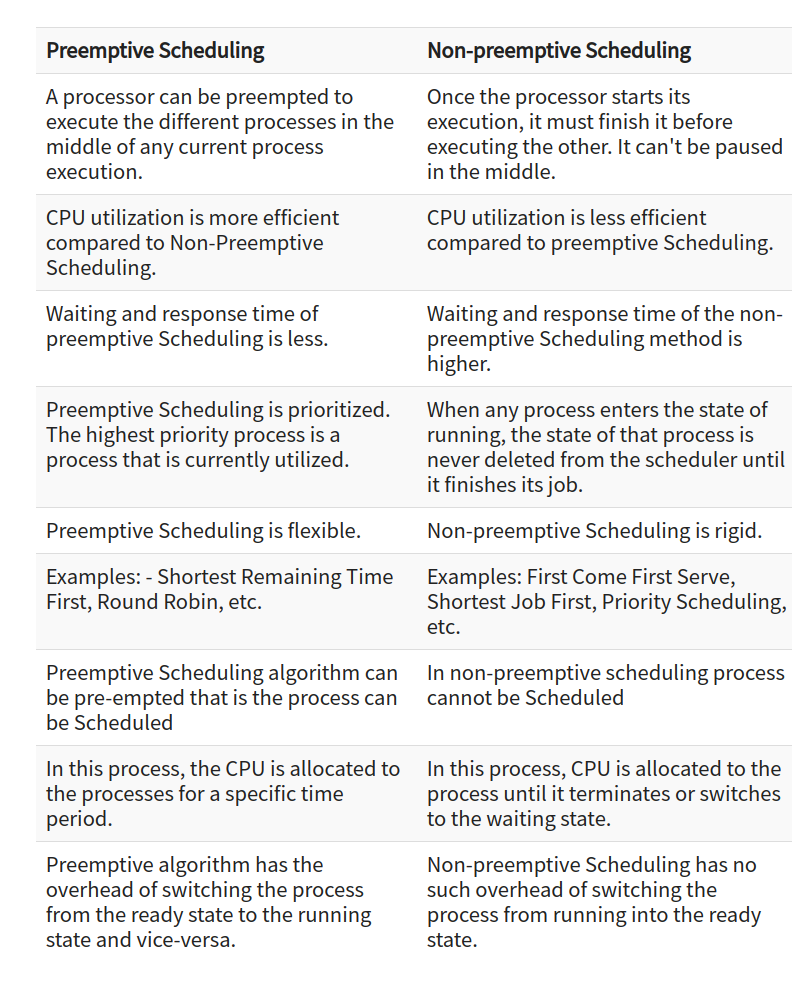 Preemptive Scheduling
Non-preemptive Scheduling
A processor can be preempted to
execute the different processes in the
middle of any current process
execution.
Once the processor starts its
execution, it must finish it before
executing the other. It can't be paused
in the middle.
CPU utilization is more efficient
compared to Non-Preemptive
Scheduling.
CPU utilization is less efficient
compared to preemptive Scheduling.
Waiting and response time of
preemptive Scheduling is less.
Waiting and response time of the non-
preemptive Scheduling method is
higher.
Preemptive Scheduling is prioritized.
The highest priority process is a
process that is currently utilized.
When any process enters the state of
running, the state of that process is
never deleted from the scheduler until
it finishes its job.
Preemptive Scheduling is flexible.
Non-preemptive Scheduling is rigid.
Examples: - Shortest Remaining Time
First, Round Robin, etc.
Examples: First Come First Serve,
Shortest Job First, Priority Scheduling,
etc.
Preemptive Scheduling algorithm can
be pre-empted that is the process can
be Scheduled
In non-preemptive scheduling process
cannot be Scheduled
In this process, the CPU is allocated to
the processes for a specific time
period.
In this process, CPU is allocated to the
process until it terminates or switches
to the waiting state.
Preemptive algorithm has the
overhead of switching the process
from the ready state to the running
state and vice-versa.
Non-preemptive Scheduling has no
such overhead of switching the
process from running into the ready
state.